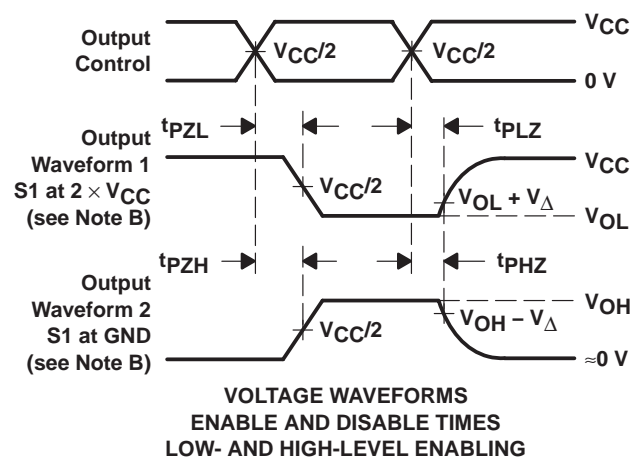 Output
Control
VCC/2
VCC/2
VCC
0 V
tPZL
tPLZ
Output
Waveform 1
S1 at 2 × VCC
(see Note B)
VCC/2
VCC
VOL + VΔ
VOL
tPZH
tPHZ
Output
Waveform 2
S1 at GND
(see Note B)
VCC/2
VOH
VOH − VΔ
≈0 V
VOLTAGE WAVEFORMS
ENABLE AND DISABLE TIMES
LOW- AND HIGH-LEVEL ENABLING